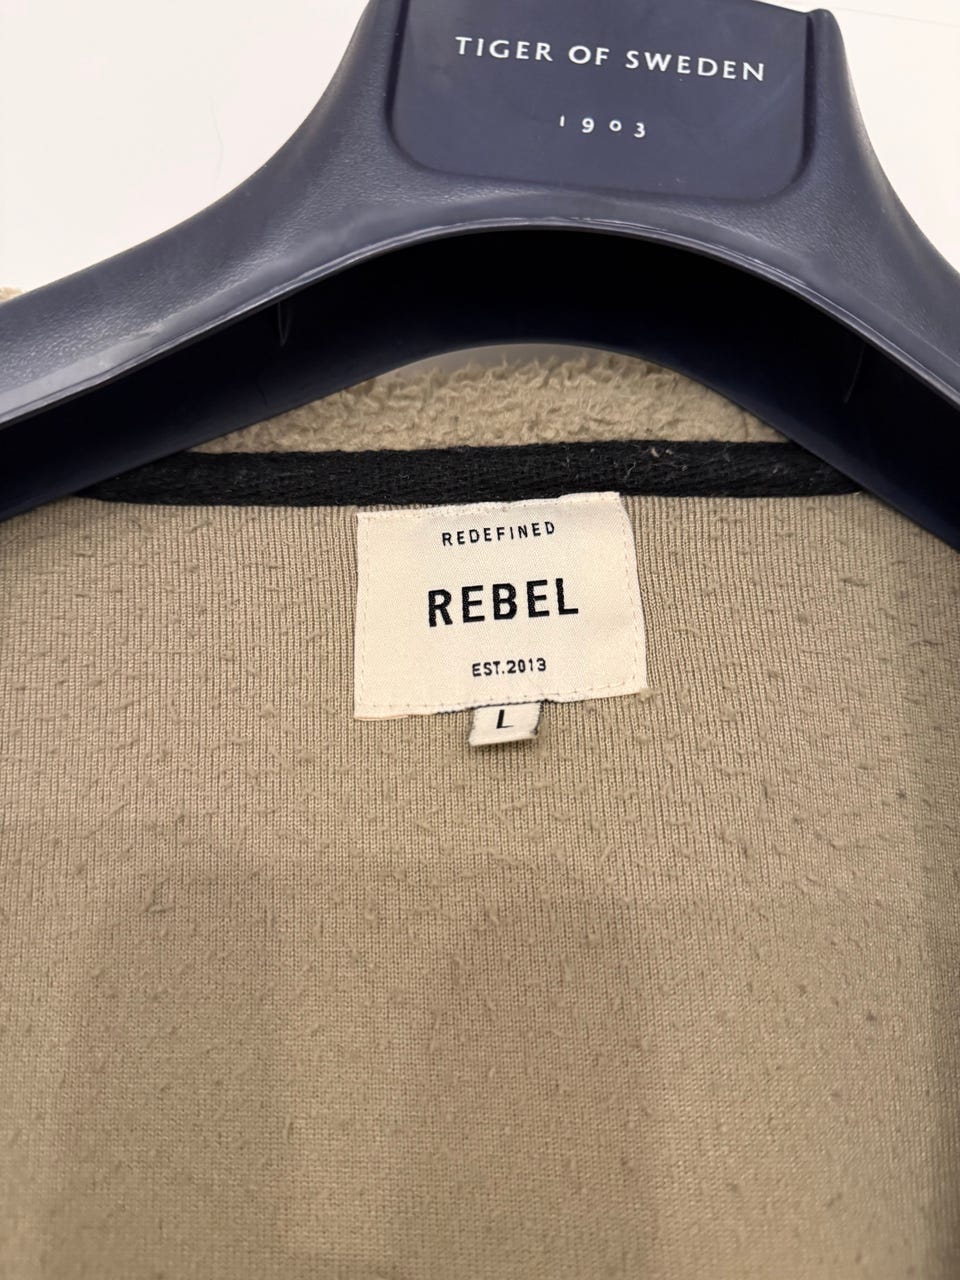 TIGER OF SWEDEN
1903
REDEFINED
REBEL
EST.2013
L